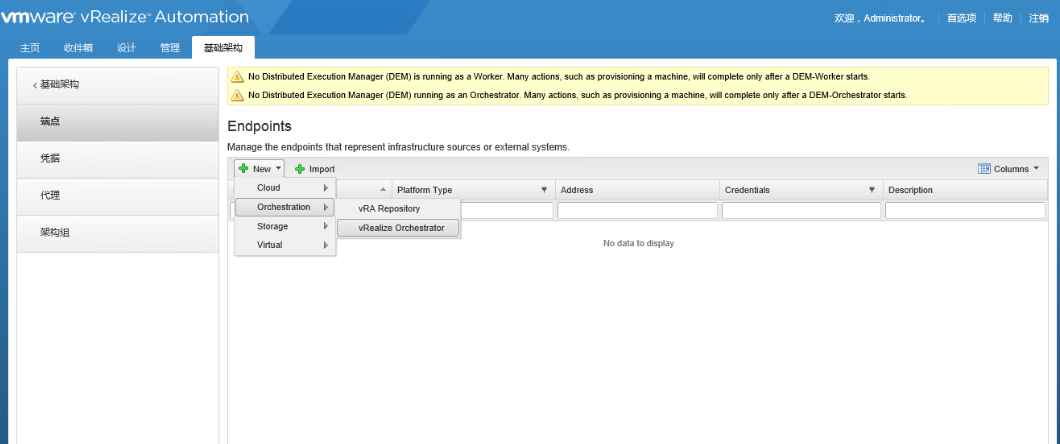 vmware® vRealize™ Automation
欢迎，Administrator。 首选项 帮助 注销
主页 收件箱 设计 管理 基础架构
< 基础架构
端点
凭据
代理
架构组
No Distributed Execution Manager (DEM) is running as a Worker. Many actions, such as provisioning a machine, will complete only after a DEM-Worker starts.
No Distributed Execution Manager (DEM) running as an Orchestrator. Many actions, such as provisioning a machine, will complete only after a DEM-Orchestrator starts.
Endpoints
Manage the endpoints that represent infrastructure sources or external systems.
New Import Columns
Platform Type Address Credentials Description
Cloud
Orchestration
Storage
Virtual
vRA Repository
vRealize Orchestrator
No data to display